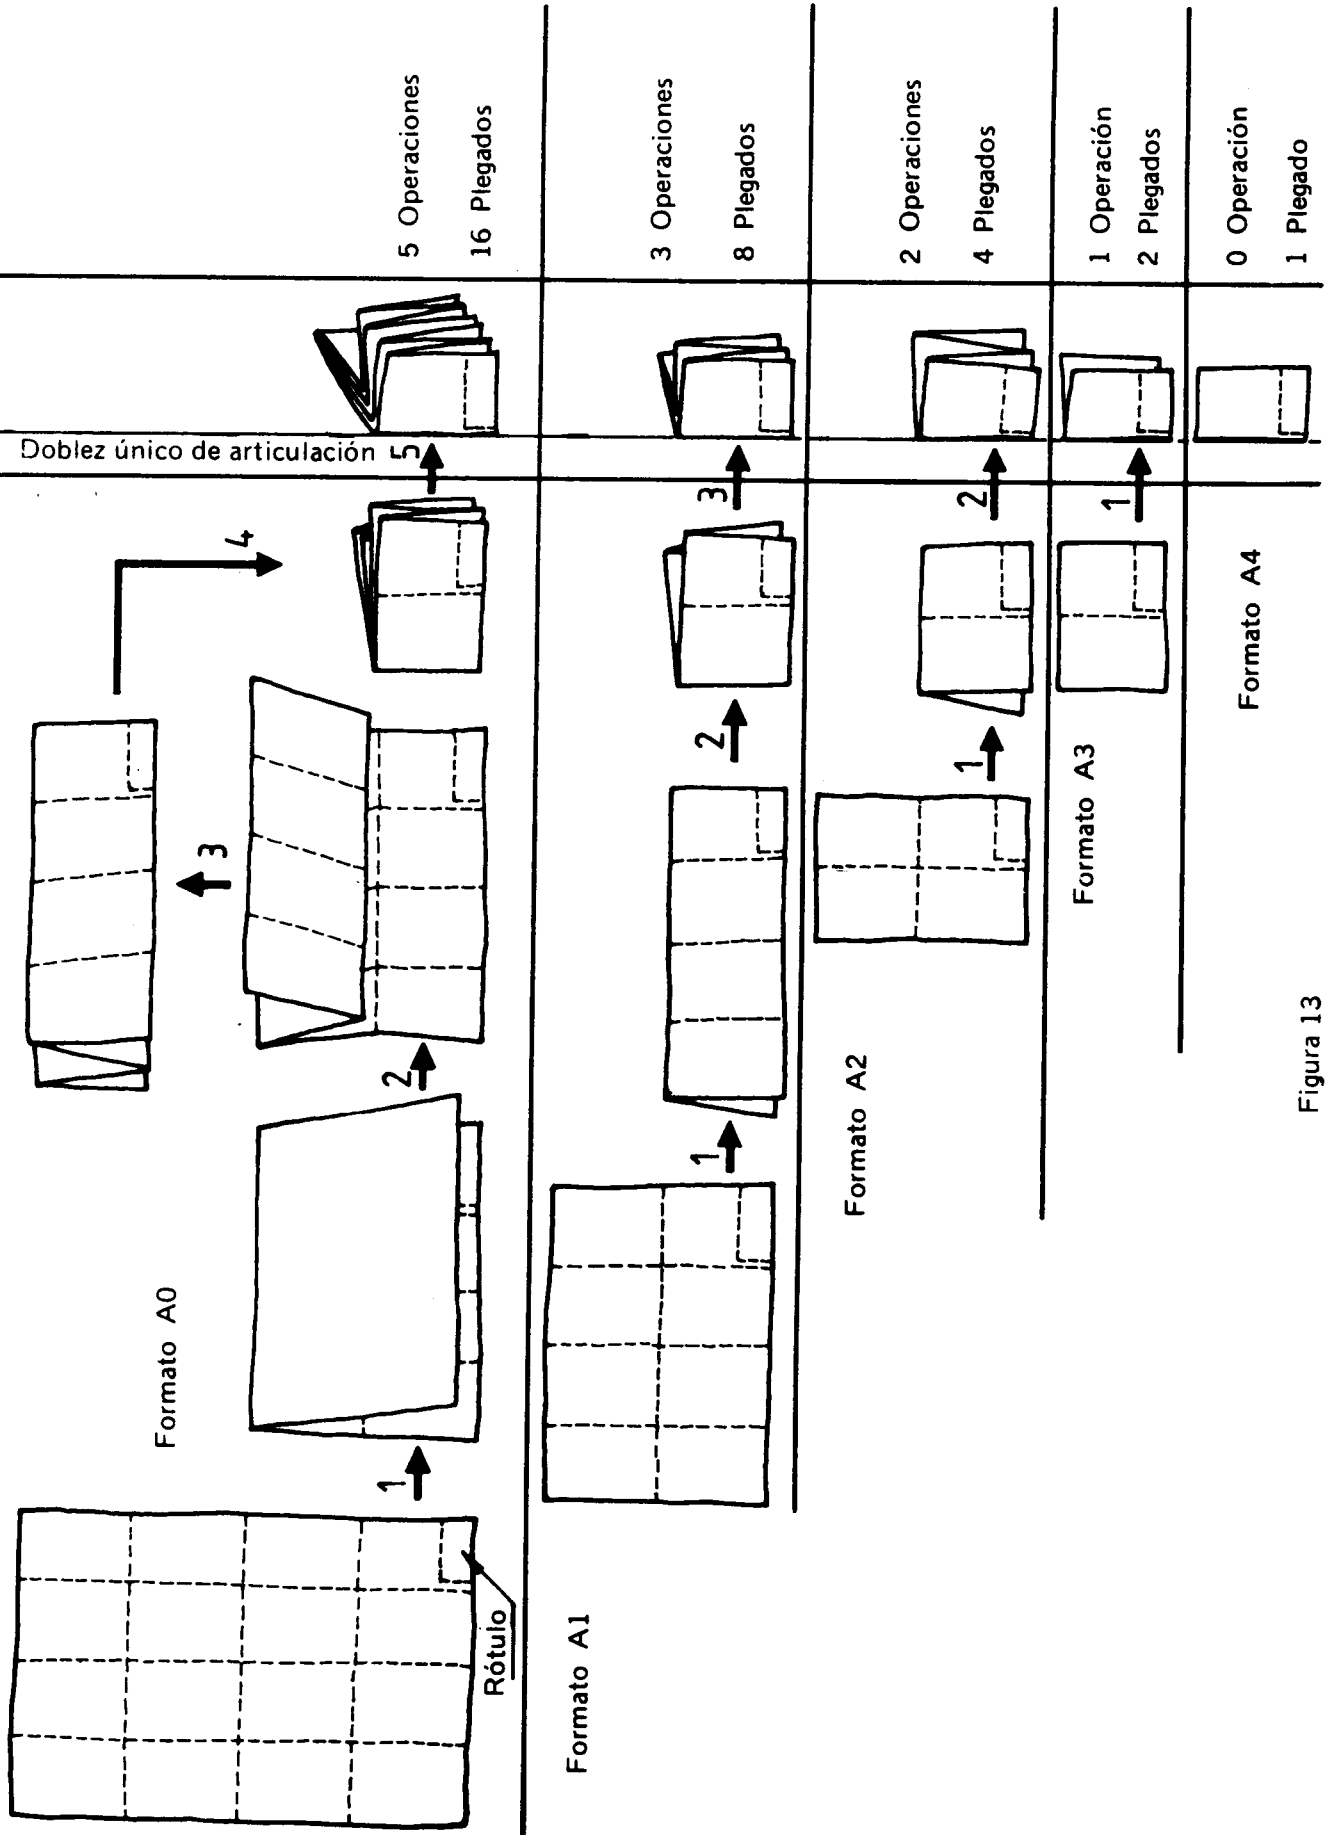 Formato A0
Rótulo
1
2
3
4
Doblez único de articulación
5
5 Operaciones
16 Plegados
Formato A1
1
2
3
3 Operaciones
8 Plegados
Formato A2
1
2
2 Operaciones
4 Plegados
Formato A3
1
1 Operación
2 Plegados
Formato A4
0 Operación
1 Plegado
Figura 13